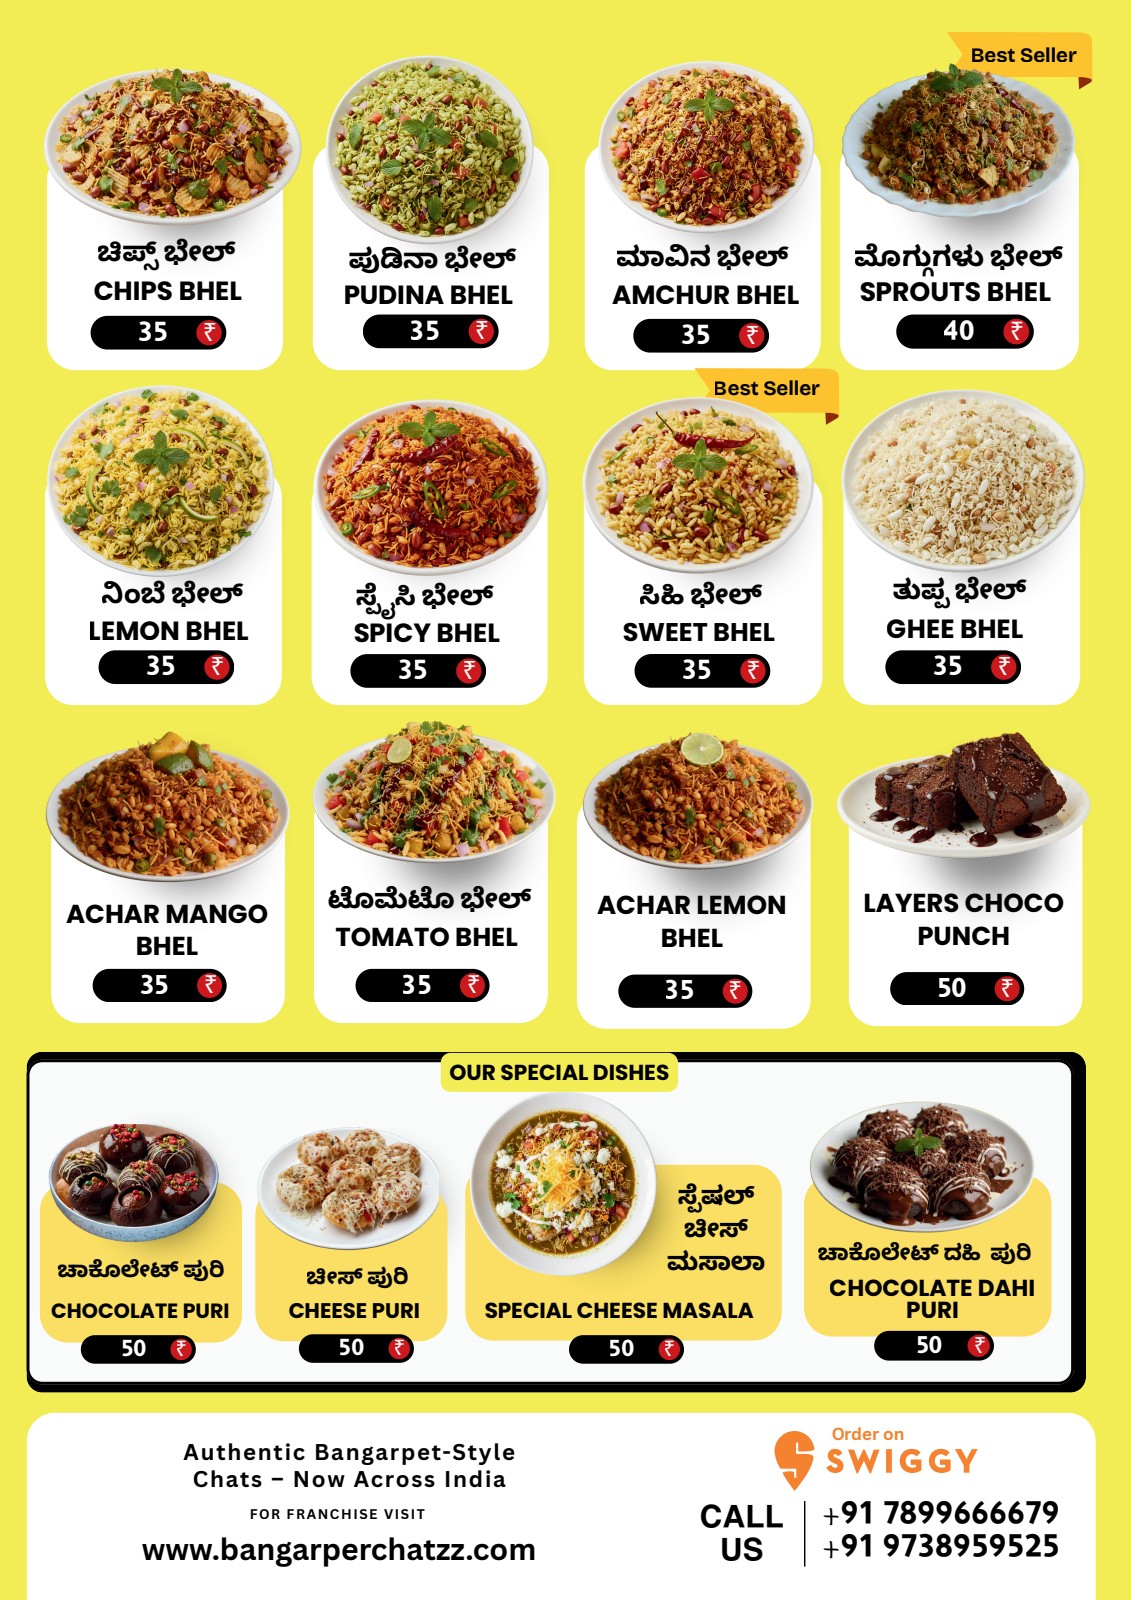 Best Seller
ಚಿಪ್ಸ್ ಭೇಲ್
CHIPS BHEL
35 ₹
ಪುಡಿನಾ ಭೇಲ್
PUDINA BHEL
35 ₹
ಮಾವಿನ ಭೇಲ್
AMCHUR BHEL
35 ₹
ಮೊಗ್ಗುಗಳು ಭೇಲ್
SPROUTS BHEL
40 ₹
Best Seller
ನಿಂಬೆ ಭೇಲ್
LEMON BHEL
35 ₹
ಸ್ಪೈಸಿ ಭೇಲ್
SPICY BHEL
35 ₹
ಸಿಹಿ ಭೇಲ್
SWEET BHEL
35 ₹
ತುಪ್ಪ ಭೇಲ್
GHEE BHEL
35 ₹
ACHAR MANGO
BHEL
35 ₹
ಟೊಮೆಟೊ ಭೇಲ್
TOMATO BHEL
35 ₹
ACHAR LEMON
BHEL
35 ₹
LAYERS CHOCO
PUNCH
50 ₹
OUR SPECIAL DISHES
ಚಾಕೊಲೇಟ್ ಪುರಿ
CHOCOLATE PURI
50 ₹
ಚೀಸ್ ಪುರಿ
CHEESE PURI
50 ₹
ಸ್ಪೆಷಲ್
ಚೀಸ್
ಮಸಾಲಾ
SPECIAL CHEESE MASALA
50 ₹
ಚಾಕೊಲೇಟ್ ದಹಿ ಪುರಿ
CHOCOLATE DAHI
PURI
50 ₹
Authentic Bangarpet-Style
Chats – Now Across India
FOR FRANCHISE VISIT
www.bangarperchatzz.com
Order on
SWIGGY
CALL
US
+91 7899666679
+91 9738959525